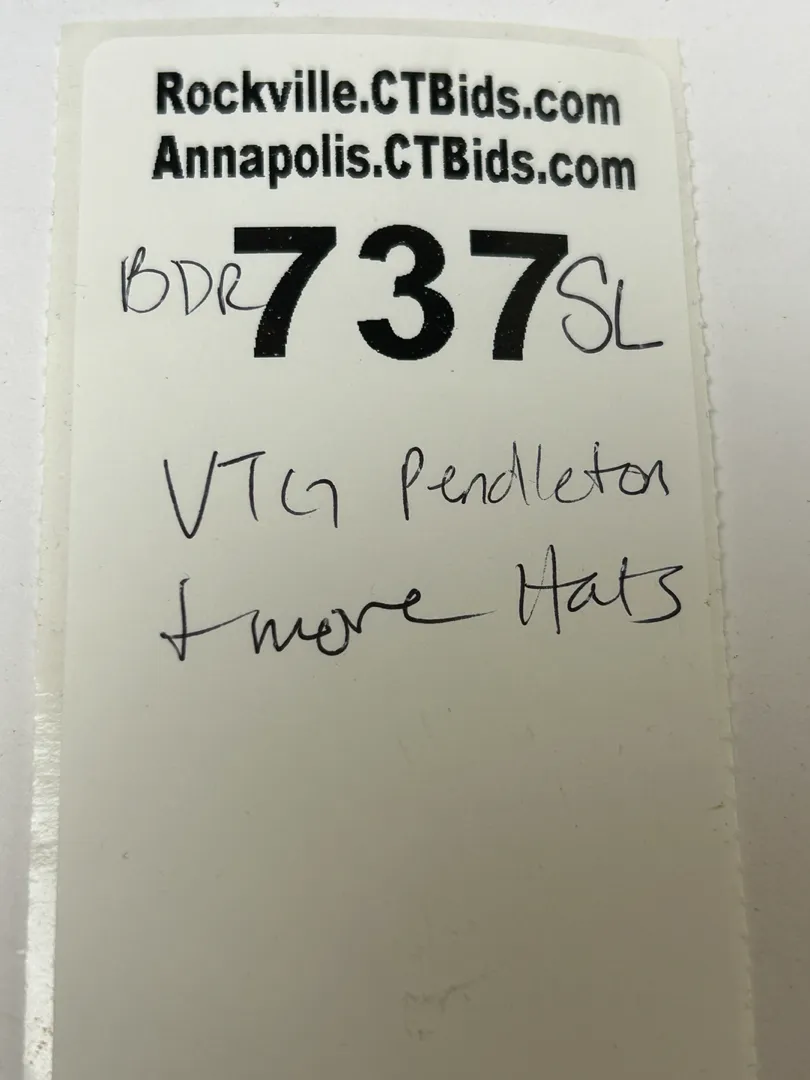 Rockville.CTBids.com
Annapolis.CTBids.com
BDR 737 SL
VTG Pendleton
+ more Hats